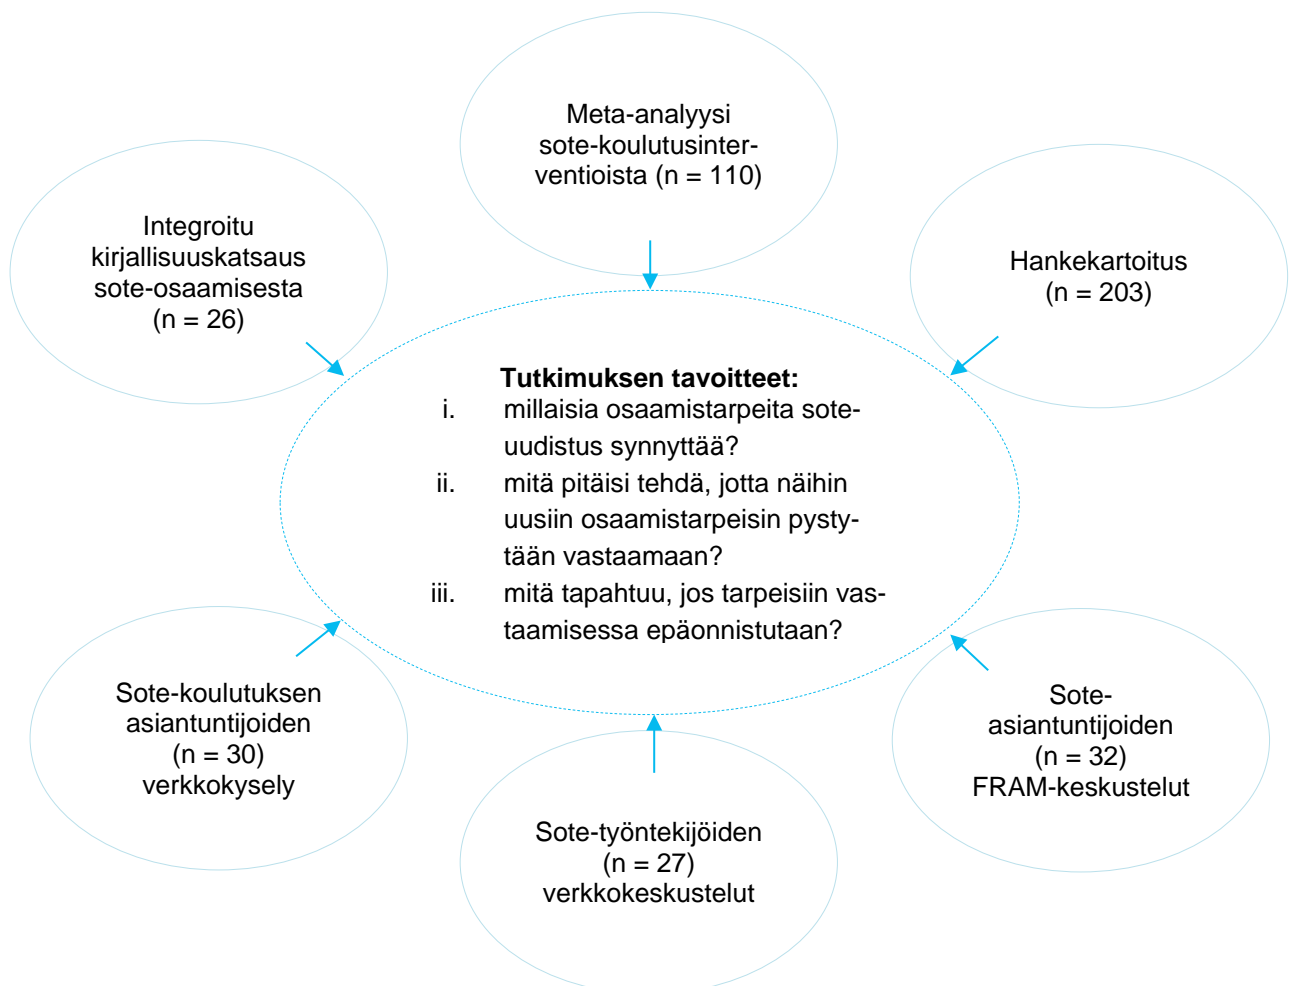 Meta-analyysi
sote-koulutusinter-
ventioista (n = 110)
Integroitu
kirjallisuuskatsaus
sote-osaamisesta
(n = 26)
Hankekartoitus
(n = 203)
Tutkimuksen tavoitteet:
i. millaisia osaamistarpeita sote-
uudistus synnyttää?
ii. mitä pitäisi tehdä, jotta näihin
uusiin osaamistarpeisin pysty-
tään vastaamaan?
iii. mitä tapahtuu, jos tarpeisiin vas-
taamisessa epäonnistutaan?
Sote-koulutuksen
asiantuntijoiden
(n = 30)
verkkokysely
Sote-
asiantuntijoiden
(n = 32)
FRAM-keskustelut
Sote-työntekijöiden
(n = 27)
verkkokeskustelut